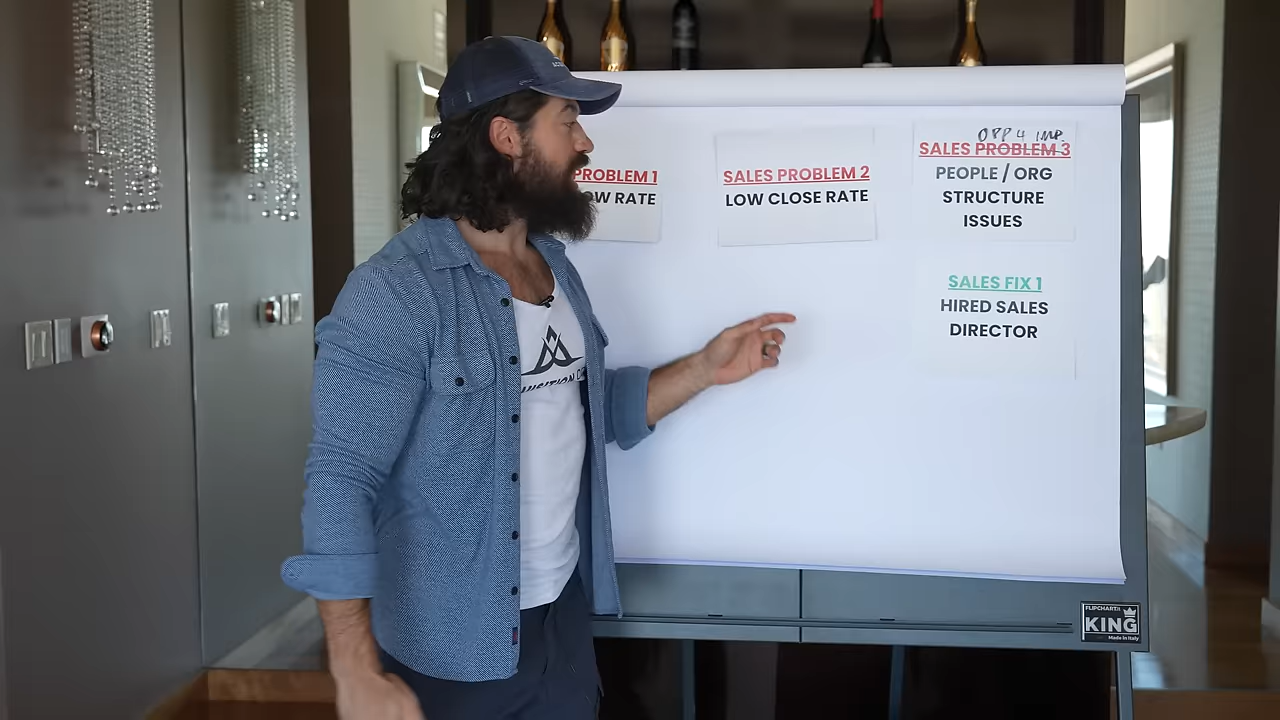 PROBLEM 1
OW RATE
SALES PROBLEM 2
LOW CLOSE RATE
OPP 4 IMP.
SALES PROBLEM 3
PEOPLE / ORG
STRUCTURE
ISSUES
SALES FIX 1
HIRED SALES
DIRECTOR
UISITION.C
FLIPCHART
KING
Made in Italy